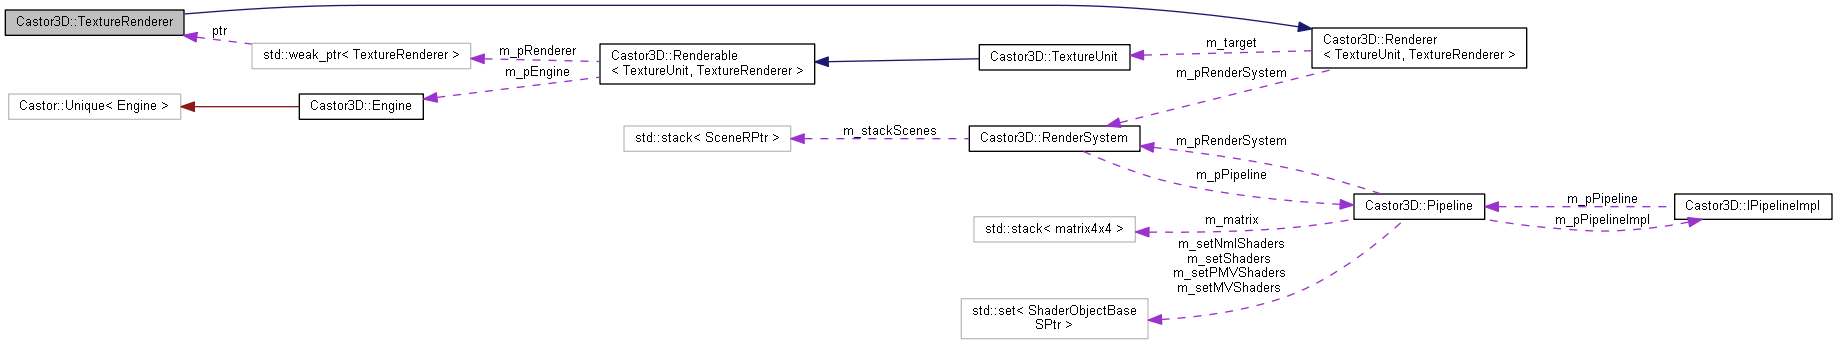 Castor3D::TextureRenderer
ptr
std::weak_ptr< TextureRenderer >
m_pRenderer
m_pEngine
Castor3D::Renderable
< TextureUnit, TextureRenderer >
Castor3D::TextureUnit
m_target
Castor3D::Renderer
< TextureUnit, TextureRenderer >
m_pRenderSystem
Castor::Unique< Engine >
Castor3D::Engine
std::stack< SceneRPtr >
m_stackScenes
Castor3D::RenderSystem
m_pRenderSystem
m_pPipeline
Castor3D::Pipeline
m_pPipeline
m_pPipelineImpl
Castor3D::IPipelineImpl
std::stack< matrix4x4 >
m_matrix
m_setNmlShaders
m_setShaders
m_setPMVShaders
m_setMVShaders
std::set< ShaderObjectBase
SPtr >